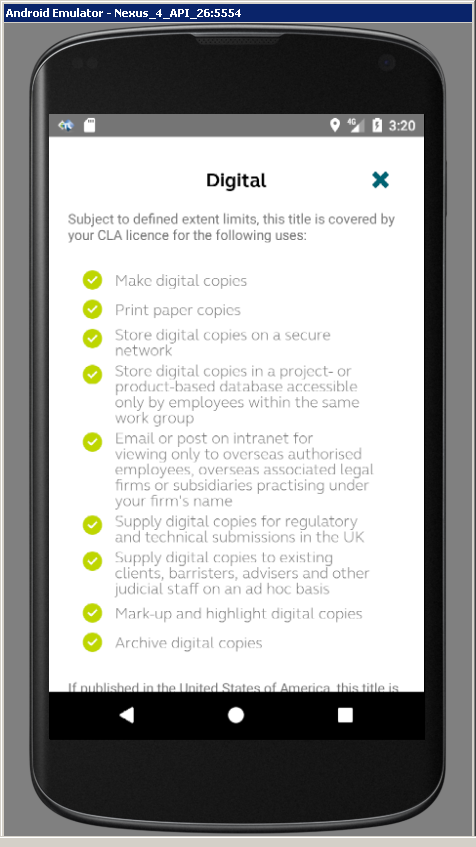 Android Emulator - Nexus_4_API_26:5554
4G 3:20
Digital
Subject to defined extent limits, this title is covered by
your CLA licence for the following uses:
Make digital copies
Print paper copies
Store digital copies on a secure
network
Store digital copies in a project- or
product-based database accessible
only by employees within the same
work group
Email or post on intranet for
viewing only to overseas authorised
employees, overseas associated legal
firms or subsidiaries practising under
your firm's name
Supply digital copies for regulatory
and technical submissions in the UK
Supply digital copies to existing
clients, barristers, advisers and other
judicial staff on an ad hoc basis
Mark-up and highlight digital copies
Archive digital copies
If published in the United States of America, this title is